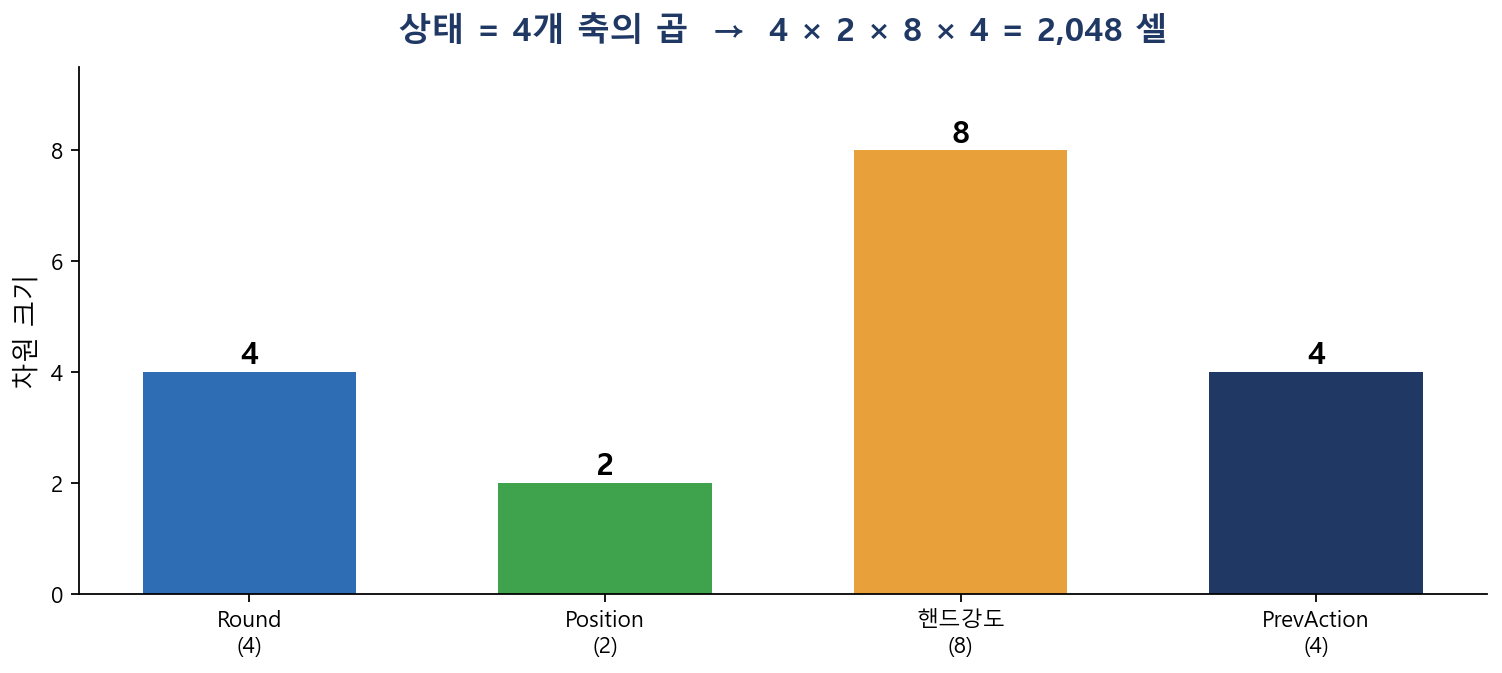 상태 = 4개 축의 곱 → 4 × 2 × 8 × 4 = 2,048 셀
차원 크기
8
6
4
2
0
4
2
8
4
Round
(4)
Position
(2)
핸드강도
(8)
PrevAction
(4)